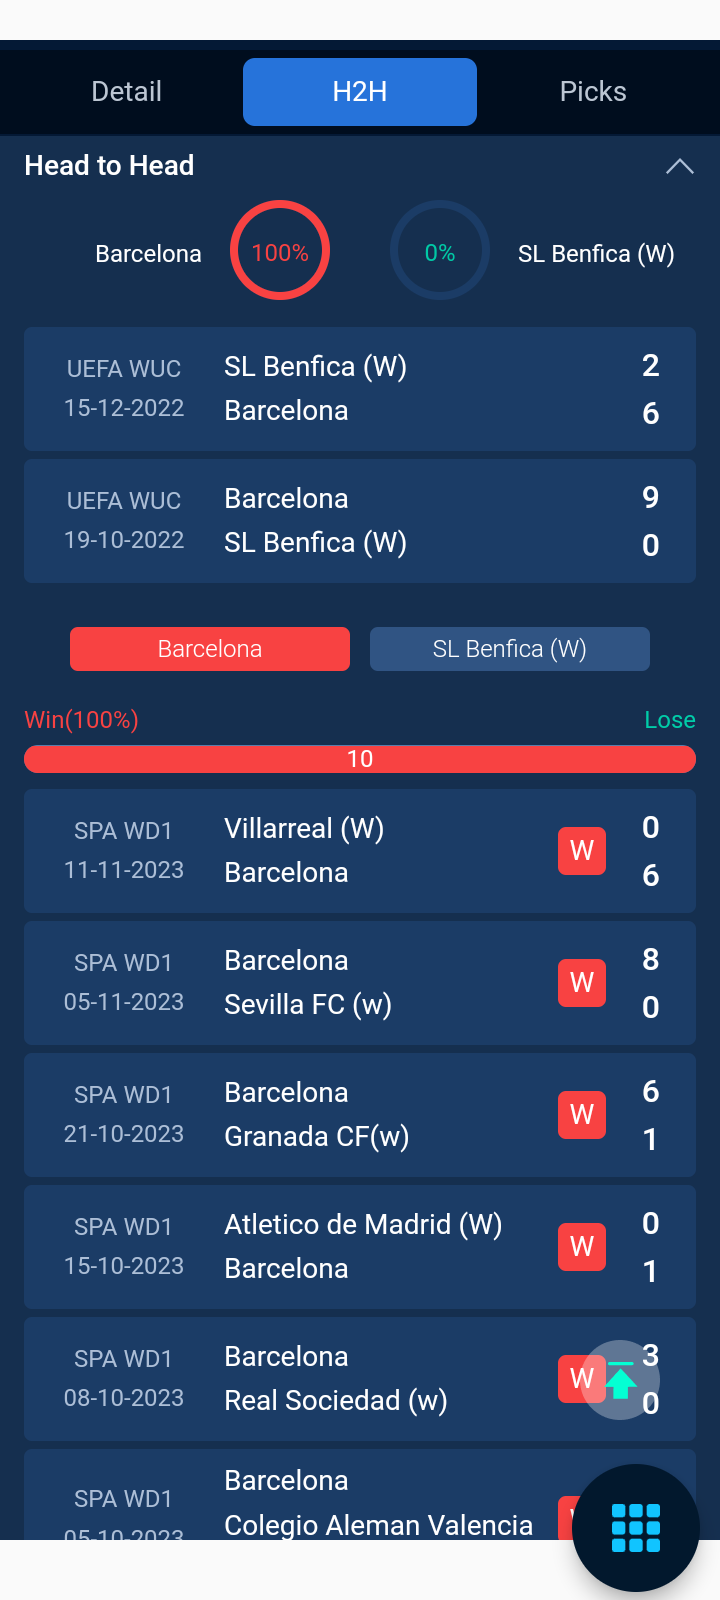 Detail H2H Picks
Head to Head
Barcelona 100% 0% SL Benfica (W)
UEFA WUC
15-12-2022
SL Benfica (W) 2
Barcelona 6
UEFA WUC
19-10-2022
Barcelona 9
SL Benfica (W) 0
Barcelona SL Benfica (W)
Win(100%) Lose
10
SPA WD1
11-11-2023
Villarreal (W) 0
Barcelona 6
W
SPA WD1
05-11-2023
Barcelona 8
Sevilla FC (w) 0
W
SPA WD1
21-10-2023
Barcelona 6
Granada CF(w) 1
W
SPA WD1
15-10-2023
Atletico de Madrid (W) 0
Barcelona 1
W
SPA WD1
08-10-2023
Barcelona 3
Real Sociedad (w) 0
W
SPA WD1
05-10-2023
Barcelona
Colegio Aleman Valencia